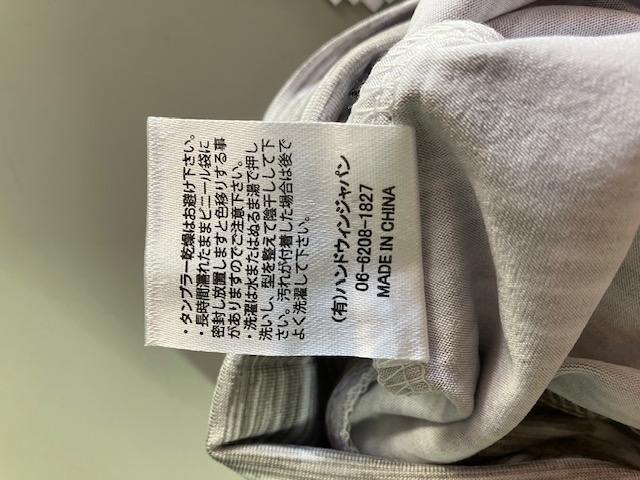 ・タンブラー乾燥はお避け下さい。
・長時間濡れたままビニール袋に
密封し放置しますと色移りする事
がありますのでご注意下さい。
・洗濯は水またはぬるま湯で押し
洗いし、型を整えて陰干しして下
さい。汚れが付着した場合は後で
よく洗濯して下さい。
(有)ハンドウィンジャパン
06-6208-1827
MADE IN CHINA